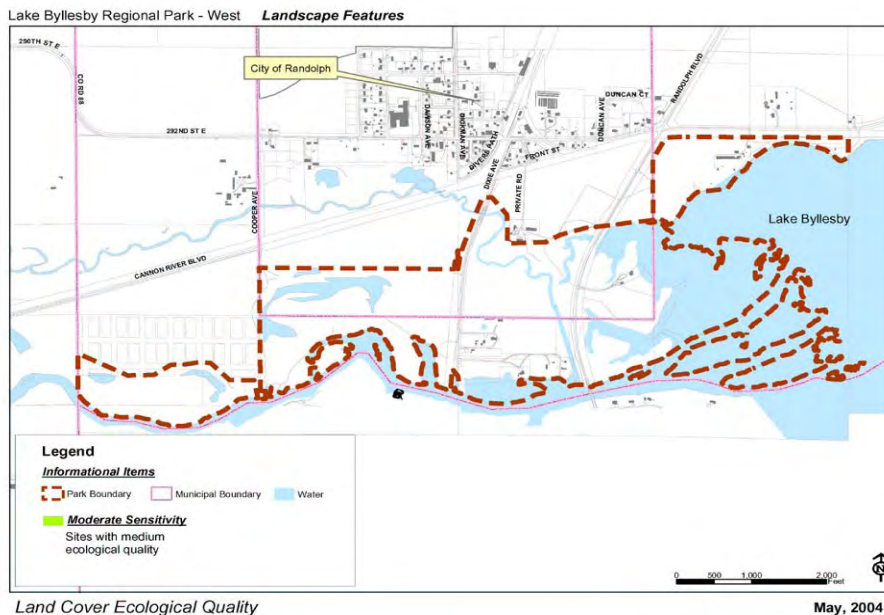 Lake Byllesby Regional Park - West Landscape Features
290TH ST E
CO RD 88
City of Randolph
292ND ST E
DAWSON AVE
DICKMAN AVE
RIVERS PATH
DIXIE AVE
FRONT ST
PRIVATE RD
DUNCAN AVE
DUNCAN CT
RANDOLPH BLVD
COOPER AVE
CANNON RIVER BLVD
Lake Byllesby
Legend
Informational Items
Park Boundary Municipal Boundary Water
Moderate Sensitivity
Sites with medium
ecological quality
0 500 1,000 2,000
Feet
N
Land Cover Ecological Quality
May, 2004